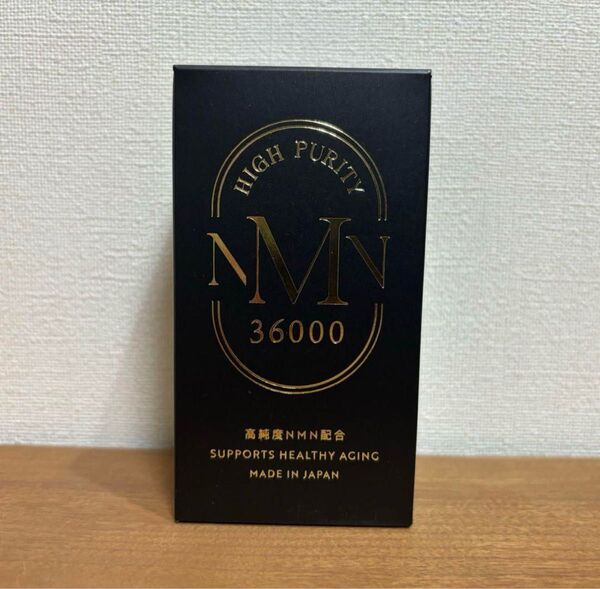 HIGH PURITY
NMN
36000
高純度NMN配合
SUPPORTS HEALTHY AGING
MADE IN JAPAN